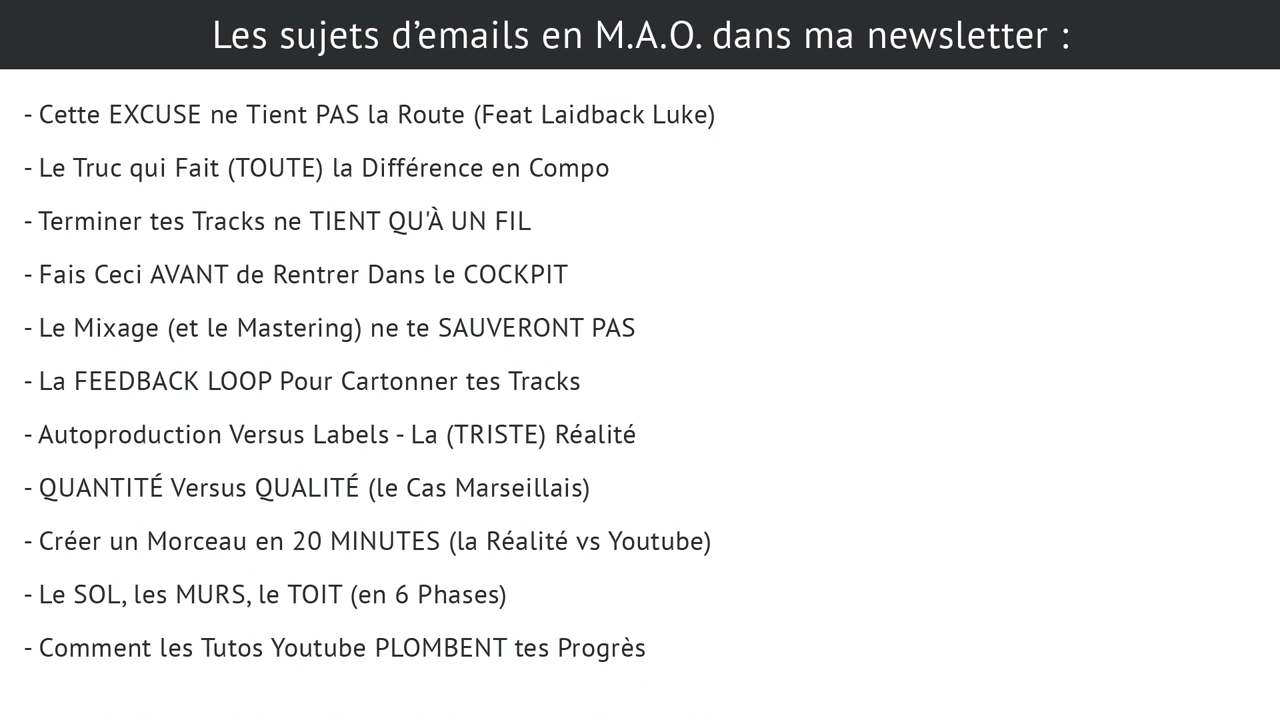 Les sujets d’emails en M.A.O. dans ma newsletter :
- Cette EXCUSE ne Tient PAS la Route (Feat Laidback Luke)
- Le Truc qui Fait (TOUTE) la Différence en Compo
- Terminer tes Tracks ne TIENT QU'À UN FIL
- Fais Ceci AVANT de Rentrer Dans le COCKPIT
- Le Mixage (et le Mastering) ne te SAUVERONT PAS
- La FEEDBACK LOOP Pour Cartonner tes Tracks
- Autoproduction Versus Labels - La (TRISTE) Réalité
- QUANTITÉ Versus QUALITÉ (le Cas Marseillais)
- Créer un Morceau en 20 MINUTES (la Réalité vs Youtube)
- Le SOL, les MURS, le TOIT (en 6 Phases)
- Comment les Tutos Youtube PLOMBENT tes Progrès